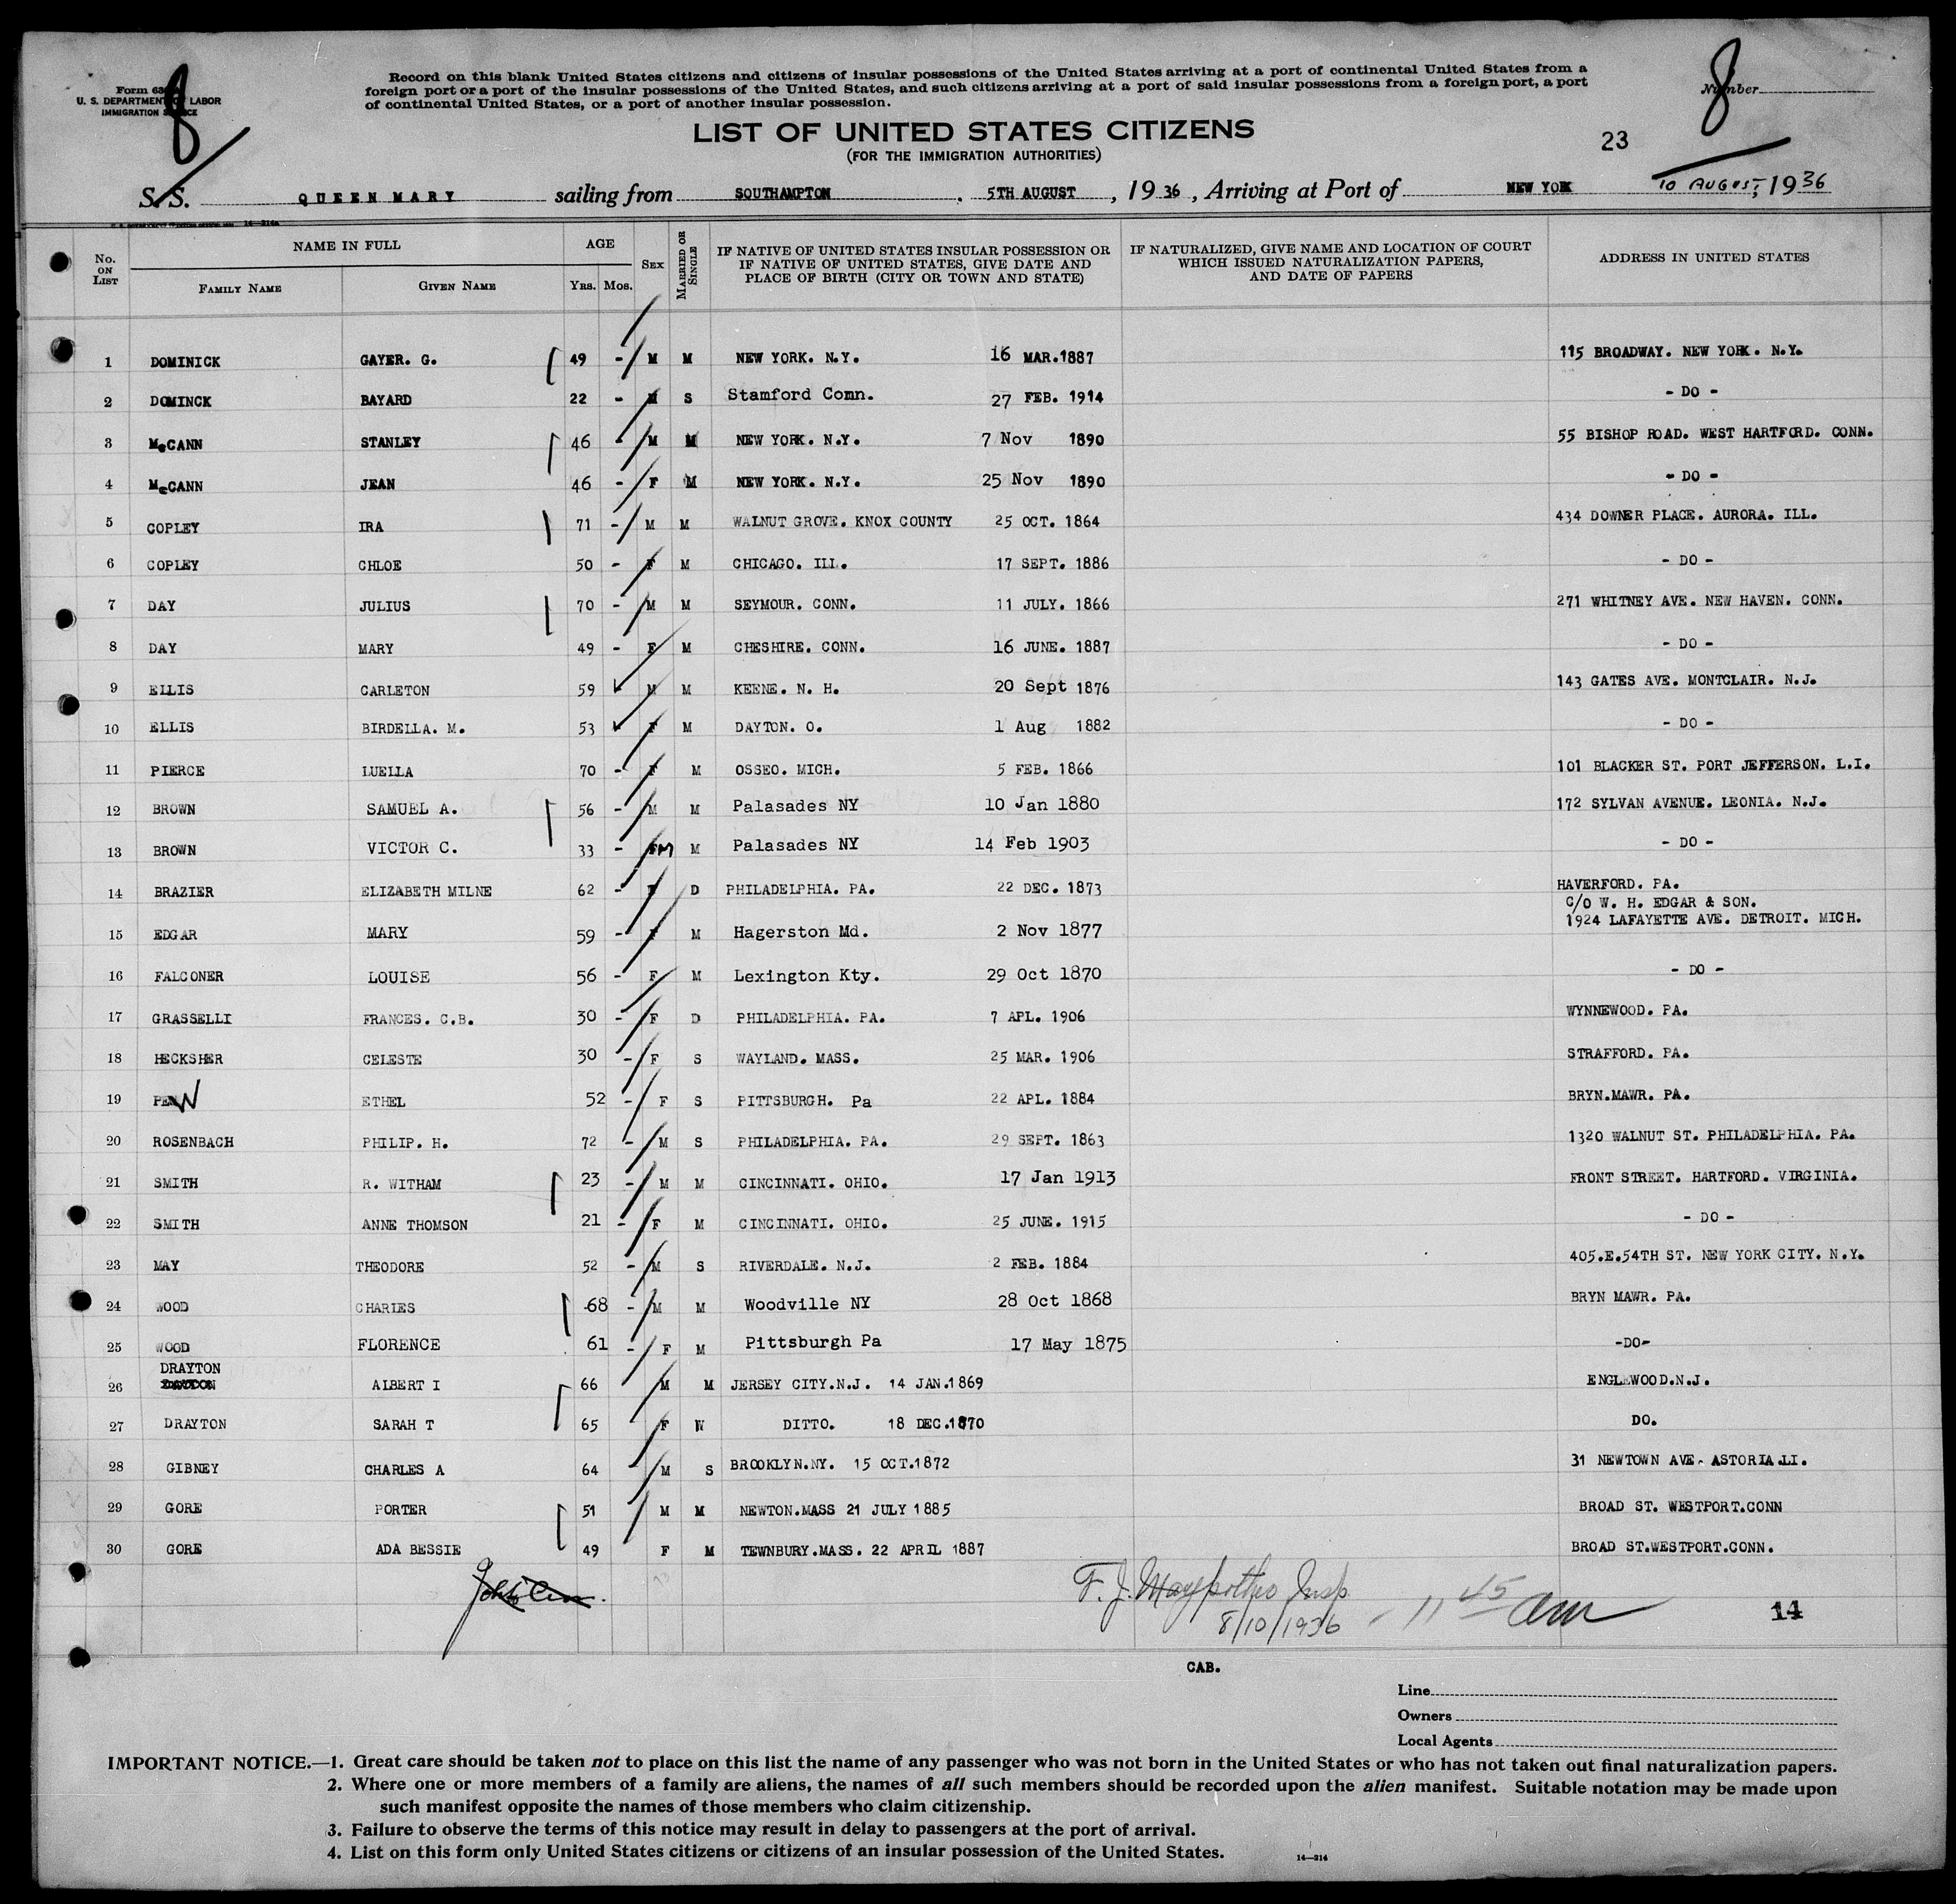 8
8
Form 63
U. S. DEPARTMENT OF LABOR
IMMIGRATION SERVICE
Record on this blank United States citizens and citizens of insular possessions of the United States arriving at a port of continental United States from a
foreign port or a port of the insular possessions of the United States, and such citizens arriving at a port of said insular possessions from a foreign port, a port
of continental United States, or a port of another insular possession.
Number
LIST OF UNITED STATES CITIZENS
(FOR THE IMMIGRATION AUTHORITIES)
23
S.S. QUEEN MARY sailing from SOUTHAMPTON , 5TH AUGUST , 19 36 , Arriving at Port of NEW YORK 10 AUGUST, 1936
No. ON LIST NAME IN FULL FAMILY NAME GIVEN NAME AGE YRS. MOS. SEX MARRIED OR SINGLE IF NATIVE OF UNITED STATES INSULAR POSSESSION OR IF NATIVE OF UNITED STATES, GIVE DATE AND PLACE OF BIRTH (CITY OR TOWN AND STATE) IF NATURALIZED, GIVE NAME AND LOCATION OF COURT WHICH ISSUED NATURALIZATION PAPERS, AND DATE OF PAPERS ADDRESS IN UNITED STATES
1 DOMINICK GAYER. G. 49 - M M NEW YORK. N.Y. 16 MAR.1887 115 BROADWAY. NEW YORK. N.Y.
2 DOMINCK BAYARD 22 - M S Stamford Comn. 27 FEB. 1914 - DO -
3 McCANN STANLEY 46 - M M NEW YORK. N.Y. 7 Nov 1890 55 BISHOP ROAD. WEST HARTFORD. CONN.
4 McCANN JEAN 46 - F M NEW YORK. N.Y. 25 Nov 1890 - DO -
5 COPLEY IRA 71 - M M WALNUT GROVE. KNOX COUNTY 25 OCT. 1864 434 DOWNER PLACE. AURORA. ILL.
6 COPLEY CHLOE 50 - F M CHICAGO. ILL. 17 SEPT. 1886 - DO -
7 DAY JULIUS 70 - M M SEYMOUR. CONN. 11 JULY. 1866 271 WHITNEY AVE. NEW HAVEN. CONN.
8 DAY MARY 49 - F M CHESHIRE. CONN. 16 JUNE. 1887 - DO -
9 ELLIS CARLETON 59 M M KEENE. N. H. 20 Sept 1876 143 GATES AVE. MONTCLAIR. N.J.
10 ELLIS BIRDELLA. M. 53 F M DAYTON. O. 1 Aug 1882 - DO -
11 PIERCE LUELLA 70 - F M OSSEO. MICH. 5 FEB. 1866 101 BLACKER ST. PORT JEFFERSON. L.I.
12 BROWN SAMUEL A. 56 - M M Palasades NY 10 Jan 1880 172 SYLVAN AVENUE. LEONIA. N.J.
13 BROWN VICTOR C. 33 - M M Palasades NY 14 Feb 1903 - DO -
14 BRAZIER ELIZABETH MILNE 62 - F D PHILADELPHIA. PA. 22 DEC. 1873 HAVERFORD. PA.
C/O W. H. EDGAR & SON.
15 EDGAR MARY 59 - F M Hagerston Md. 2 Nov 1877 1924 LAFAYETTE AVE. DETROIT. MICH.
16 FALCONER LOUISE 56 - F M Lexington Kty. 29 Oct 1870 - DO -
17 GRASSELLI FRANCES. C.B. 30 - F D PHILADELPHIA. PA. 7 APL. 1906 WYNNEWOOD. PA.
18 HECKSHER CELESTE 30 - F S WAYLAND. MASS. 25 MAR. 1906 STRAFFORD. PA.
19 PENN ETHEL 52 - F S PITTSBURGH. Pa 22 APL. 1884 BRYN.MAWR. PA.
20 ROSENBACH PHILIP. H. 72 - M S PHILADELPHIA. PA. 29 SEPT. 1863 1320 WALNUT ST. PHILADELPHIA. PA.
21 SMITH R. WITHAM 23 - M M CINCINNATI. OHIO. 17 Jan 1913 FRONT STREET. HARTFORD. VIRGINIA.
22 SMITH ANNE THOMSON 21 - F M CINCINNATI. OHIO. 25 JUNE. 1915 - DO -
23 MAY THEODORE 52 - M S RIVERDALE. N.J. 2 FEB. 1884 405.E.54TH ST. NEW YORK CITY. N.Y.
24 WOOD CHARLES 68 - M M Woodville NY 28 Oct 1868 BRYN MAWR. PA.
25 WOOD FLORENCE 61 - F M Pittsburgh Pa 17 May 1875 -DO-
DRAYTON
26 ALBERT I 66 M M JERSEY CITY.N.J. 14 JAN.1869 ENGLEWOOD.N.J.
27 DRAYTON SARAH T 65 F W DITTO. 18 DEC.1870 DO.
28 GIBNEY CHARLES A 64 M S BROOKLYN.NY. 15 OCT.1872 31 NEWTOWN AVE. ASTORIA.LI.
29 GORE PORTER 51 M M NEWTON.MASS 21 JULY 1885 BROAD ST. WESTPORT.CONN
30 GORE ADA BESSIE 49 F M TEWNBURY.MASS. 22 APRIL 1887 BROAD ST.WESTPORT.CONN.
F. J. Insp.
8/10/1936 - 11 45 am
14
CAB.
Line
Owners
Local Agents
IMPORTANT NOTICE.—1. Great care should be taken not to place on this list the name of any passenger who was not born in the United States or who has not taken out final naturalization papers.
2. Where one or more members of a family are aliens, the names of all such members should be recorded upon the alien manifest. Suitable notation may be made upon
such manifest opposite the names of those members who claim citizenship.
3. Failure to observe the terms of this notice may result in delay to passengers at the port of arrival.
4. List on this form only United States citizens or citizens of an insular possession of the United States.
14—214